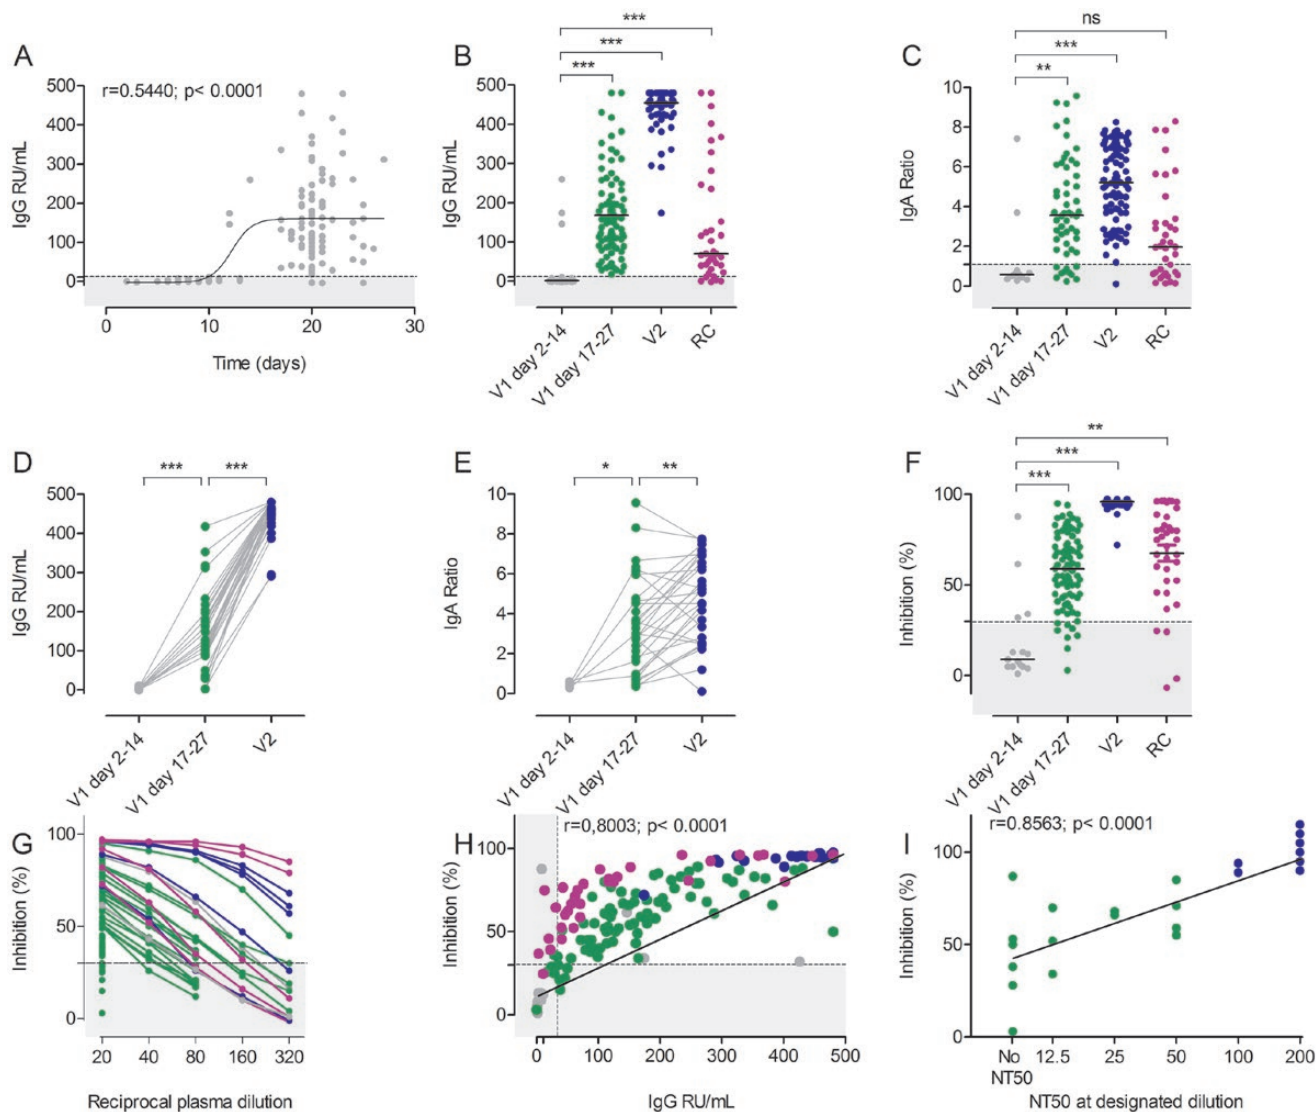 A
r=0.5440; p< 0.0001
IgG RU/mL
500
400
300
200
100
0
0 10 20 30
Time (days)
B
***
***
***
IgG RU/mL
500
400
300
200
100
0
V1 day 2-14
V1 day 17-27
V2
RC
C
ns
***
**
IgA Ratio
10
8
6
4
2
0
V1 day 2-14
V1 day 17-27
V2
RC
D
*** ***
IgG RU/mL
500
400
300
200
100
0
V1 day 2-14
V1 day 17-27
V2
E
* **
IgA Ratio
10
8
6
4
2
0
V1 day 2-14
V1 day 17-27
V2
F
**
***
***
Inhibition (%)
100
50
0
V1 day 2-14
V1 day 17-27
V2
RC
G
Inhibition (%)
100
50
0
20 40 80 160 320
Reciprocal plasma dilution
H
r=0,8003; p< 0.0001
Inhibition (%)
100
50
0
0 100 200 300 400 500
IgG RU/mL
I
r=0.8563; p< 0.0001
Inhibition (%)
100
50
0
No 12.5 25 50 100 200
NT50
NT50 at designated dilution